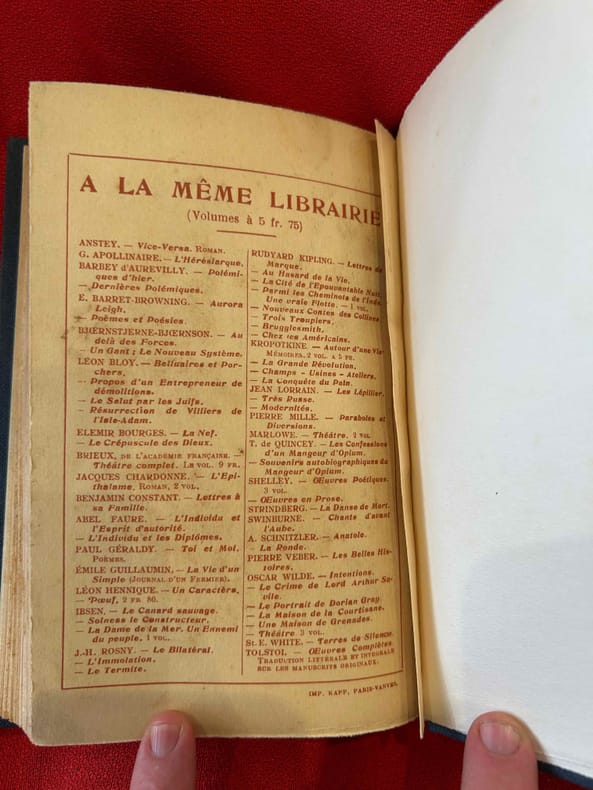 A LA MÊME LIBRAIRIE
(Volumes à 5 fr. 75)
ANSTEY. — Vice-Versa. ROMAN.
G. APOLLINAIRE. — L'Hérésiarque.
BARBEY d'AUREVILLY. — Polémi-
ques d'hier.
— Dernières Polémiques.
E. BARRET-BROWNING. — Aurora
Leigh.
— Poèmes et Poésies.
BJŒRNSTJERNE-BJŒRNSON. — Au
delà des Forces.
— Un Gant ; Le Nouveau Système.
LÉON BLOY. — Belluaires et Por-
chers.
— Propos d'un Entrepreneur de
démolitions.
— Le Salut par les Juifs.
— Résurrection de Villiers de
l'Isle-Adam.
ELEMIR BOURGES. — La Nef.
— Le Crépuscule des Dieux.
BRIEUX, DE L'ACADÉMIE FRANÇAISE. —
Théâtre complet. LA VOL. 9 FR.
JACQUES CHARDONNE. — L'Epi-
thalame, ROMAN, 2 VOL.
BENJAMIN CONSTANT. — Lettres à
sa Famille.
ABEL FAURE. — L'Individu et
l'Esprit d'autorité.
— L'Individu et les Diplômes.
PAUL GÉRALDY. — Toi et Moi.
POÈMES.
ÉMILE GUILLAUMIN. — La Vie d'un
Simple (JOURNAL D'UN FERMIER).
LÉON HENNIQUE. — Un Caractère.
— Pœuf, 2 FR. 80.
IBSEN. — Le Canard sauvage.
— Solness le Constructeur.
— La Dame de la Mer. Un Ennemi
du peuple, 1 VOL.
J.-H. ROSNY. — Le Bilatéral.
— L'Immolation.
— Le Termite.
RUDYARD KIPLING. — Lettres de
Marque.
— Au Hasard de la Vie.
— La Cité de l'Epouvantable Nuit.
— Parmi les Cheminots de l'Inde.
Une vraie Flotte. — 1 VOL.
— Nouveaux Contes des Collines.
— Trois Troupiers.
— Brugglesmith.
— Chez les Américains.
KROPOTKINE — Autour d'une Vie
MÉMOIRES. 2 VOL. A 5 FR.
— La Grande Révolution.
— Champs - Usines - Ateliers.
— La Conquête du Pain.
JEAN LORRAIN. — Les Lépillier.
— Très Russe.
— Modernités.
PIERRE MILLE. — Paraboles et
Diversions.
MARLOWE. — Théâtre. 2 VOL.
T. de QUINCEY. — Les Confessions
d'un Mangeur d'Opium.
— Souvenirs autobiographiques du
Mangeur d'Opium.
SHELLEY. — Œuvres Poétiques.
3 VOL.
— Œuvres en Prose.
STRINDBERG. — La Danse de Mort.
SWINBURNE. — Chants d'avant
l'Aube.
A. SCHNITZLER. — Anatole.
— La Ronde.
PIERRE VEBER. — Les Belles His-
toires.
OSCAR WILDE. — Intentions.
— Le Crime de Lord Arthur Sa-
vile.
— Le Portrait de Dorian Gray.
— La Maison de la Courtisane.
— Une Maison de Grenades.
— Théâtre 3 VOL.
St. E. WHITE. — Terres de Silence.
TOLSTOI. — Œuvres Complètes
TRADUCTION LITTÉRALE ET INTÉGRALE
SUR LES MANUSCRITS ORIGINAUX.
IMP. KAPP, PARIS-VANVES.